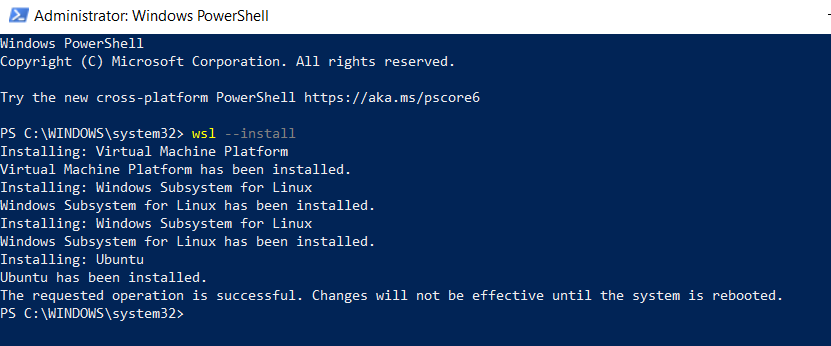 Administrator: Windows PowerShell
Windows PowerShell
Copyright (C) Microsoft Corporation. All rights reserved.
Try the new cross-platform PowerShell https://aka.ms/pscore6
PS C:\WINDOWS\system32> wsl --install
Installing: Virtual Machine Platform
Virtual Machine Platform has been installed.
Installing: Windows Subsystem for Linux
Windows Subsystem for Linux has been installed.
Installing: Windows Subsystem for Linux
Windows Subsystem for Linux has been installed.
Installing: Ubuntu
Ubuntu has been installed.
The requested operation is successful. Changes will not be effective until the system is rebooted.
PS C:\WINDOWS\system32>